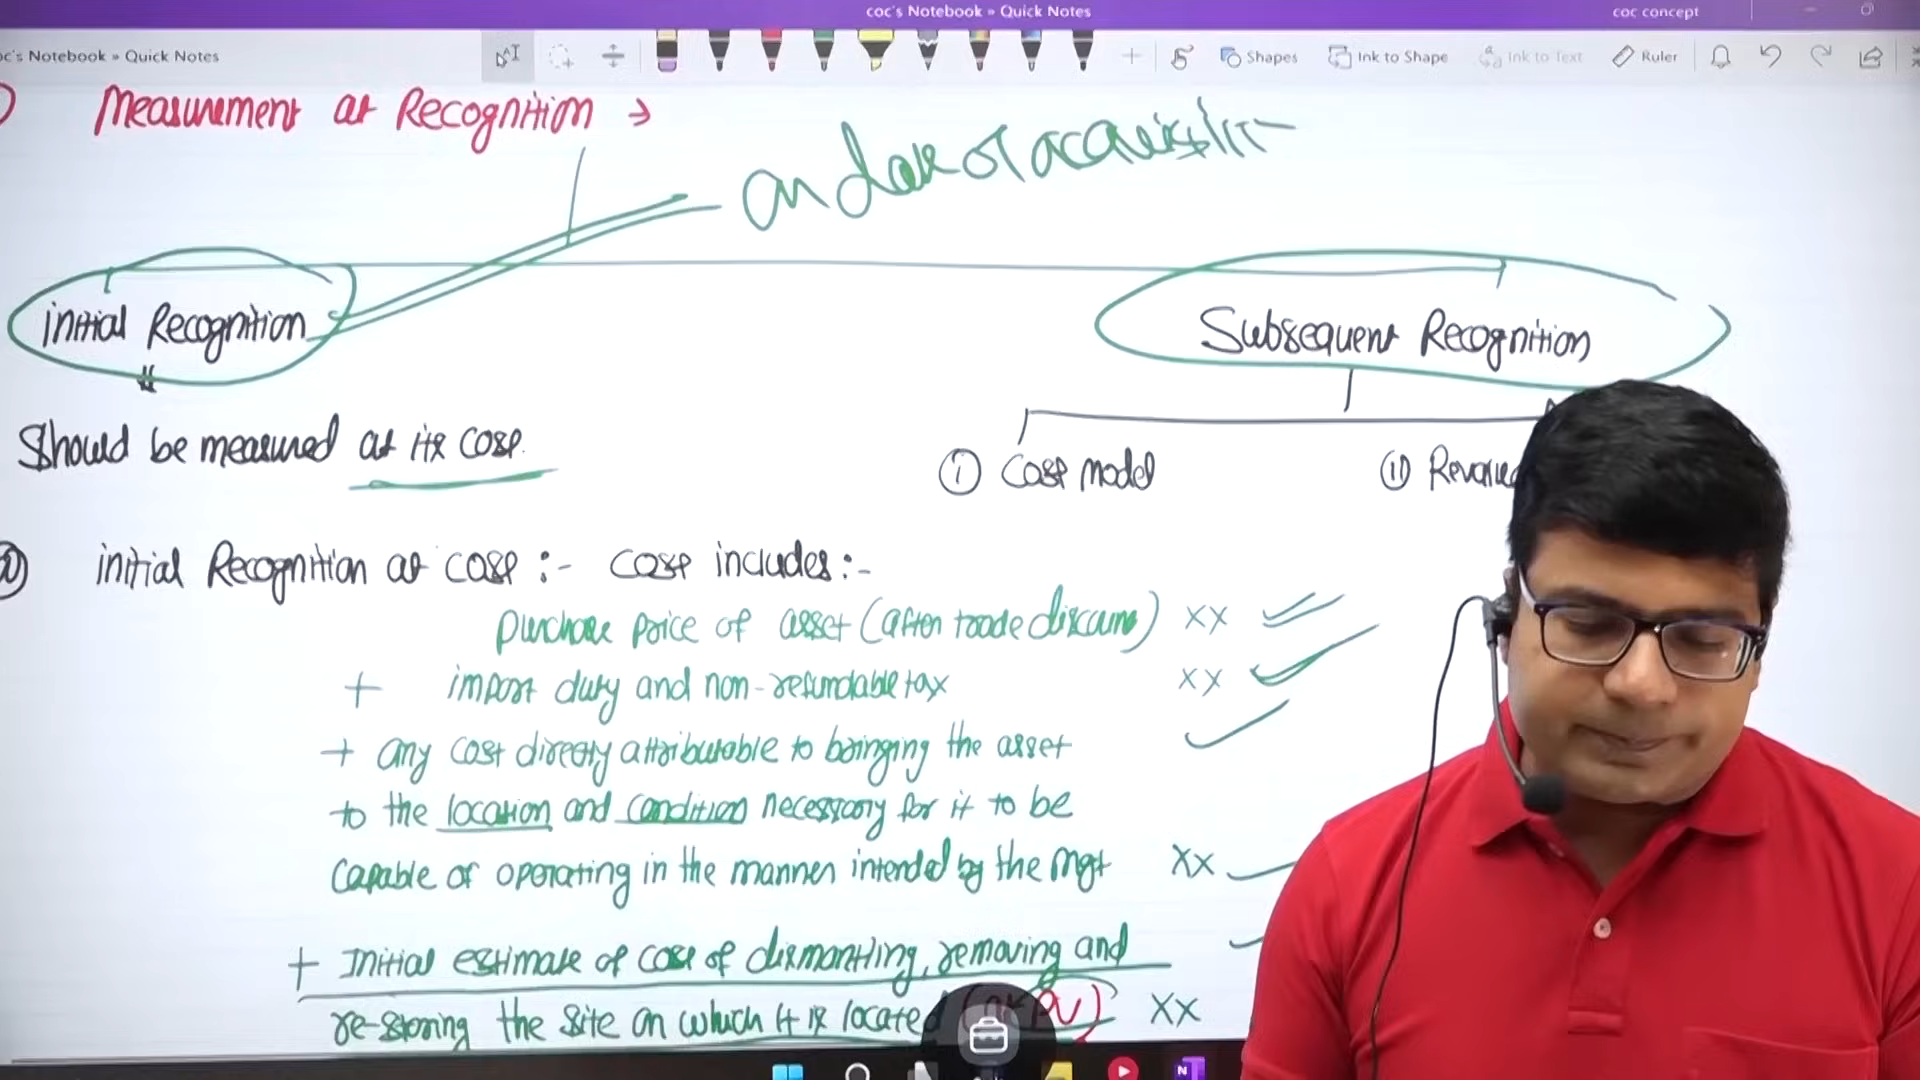 coc's Notebook » Quick Notes
coc concept
c's Notebook » Quick Notes
Shapes
Ink to Shape
Ink to Text
Ruler
Measurement at Recognition →
on date of acquisition
initial Recognition
Subsequent Recognition
Should be measured at its cost.
(i) Cost model
(ii)
initial Recognition at cost :- cost includes :-
purchase price of asset (after trade discount) xx
+ import duty and non-refundable tax xx
+ any cost directly attributable to bringing the asset
to the location and condition necessary for it to be
capable of operating in the manner intended by the mgt xx
+ initial estimate of cost of dismantling, removing and
re-storing the site on which it is located PV) xx